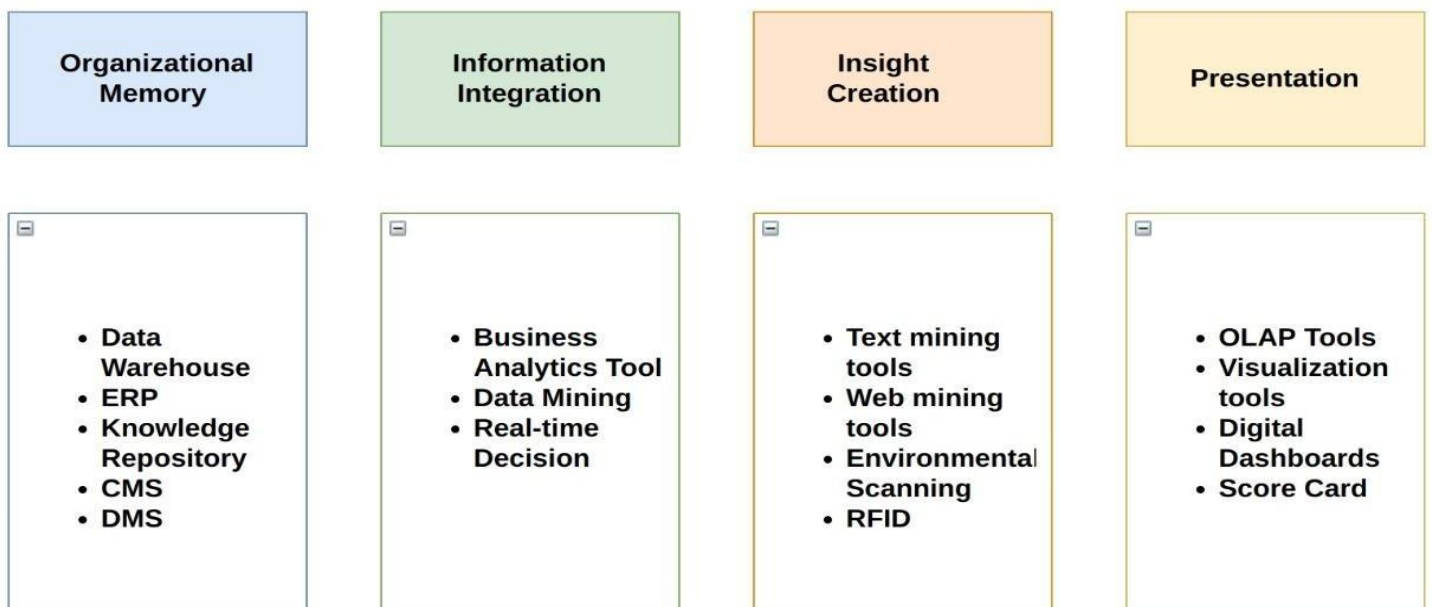 Organizational
Memory
Information
Integration
Insight
Creation
Presentation
• Data
Warehouse
• ERP
• Knowledge
Repository
• CMS
• DMS
• Business
Analytics Tool
• Data Mining
• Real-time
Decision
• Text mining
tools
• Web mining
tools
• Environmental
Scanning
• RFID
• OLAP Tools
• Visualization
tools
• Digital
Dashboards
• Score Card